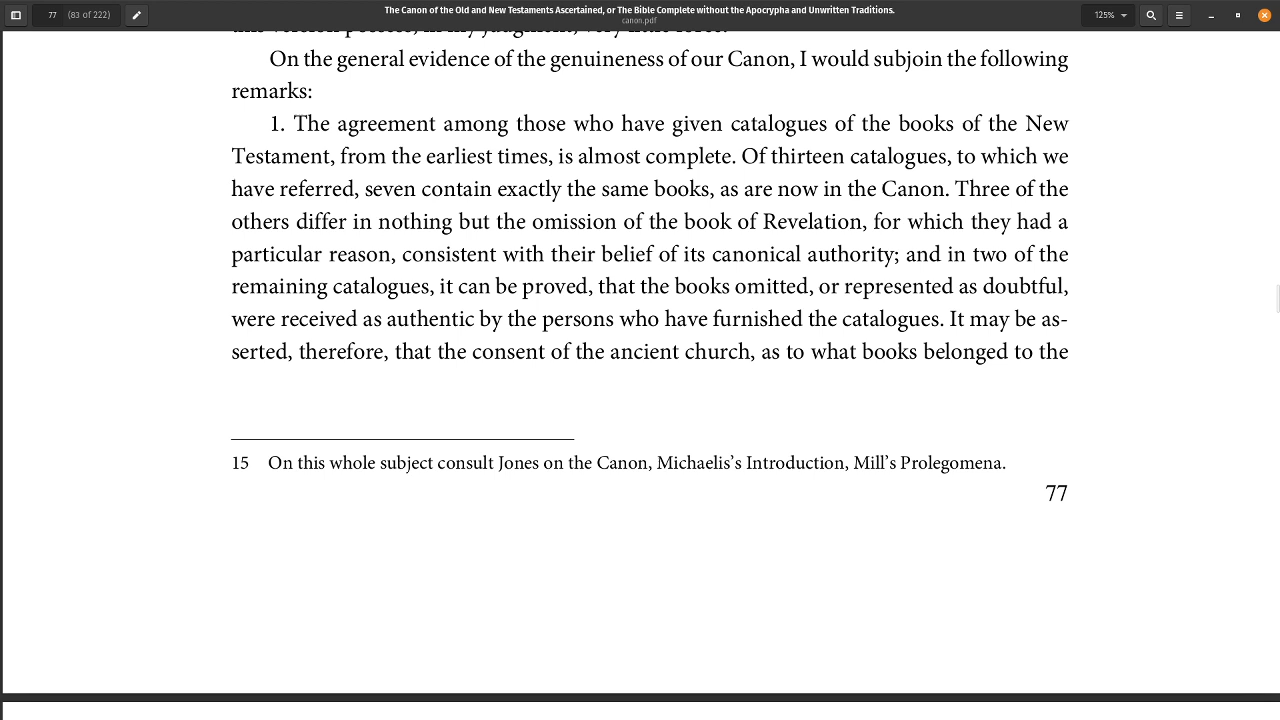 77 (83 of 222)
The Canon of the Old and New Testaments Ascertained, or The Bible Complete without the Apocrypha and Unwritten Traditions.
canon.pdf
125%
this version possess, in my judgment, very little force.
On the general evidence of the genuineness of our Canon, I would subjoin the following
remarks:
1. The agreement among those who have given catalogues of the books of the New
Testament, from the earliest times, is almost complete. Of thirteen catalogues, to which we
have referred, seven contain exactly the same books, as are now in the Canon. Three of the
others differ in nothing but the omission of the book of Revelation, for which they had a
particular reason, consistent with their belief of its canonical authority; and in two of the
remaining catalogues, it can be proved, that the books omitted, or represented as doubtful,
were received as authentic by the persons who have furnished the catalogues. It may be as-
serted, therefore, that the consent of the ancient church, as to what books belonged to the
15 On this whole subject consult Jones on the Canon, Michaelis’s Introduction, Mill’s Prolegomena.
77